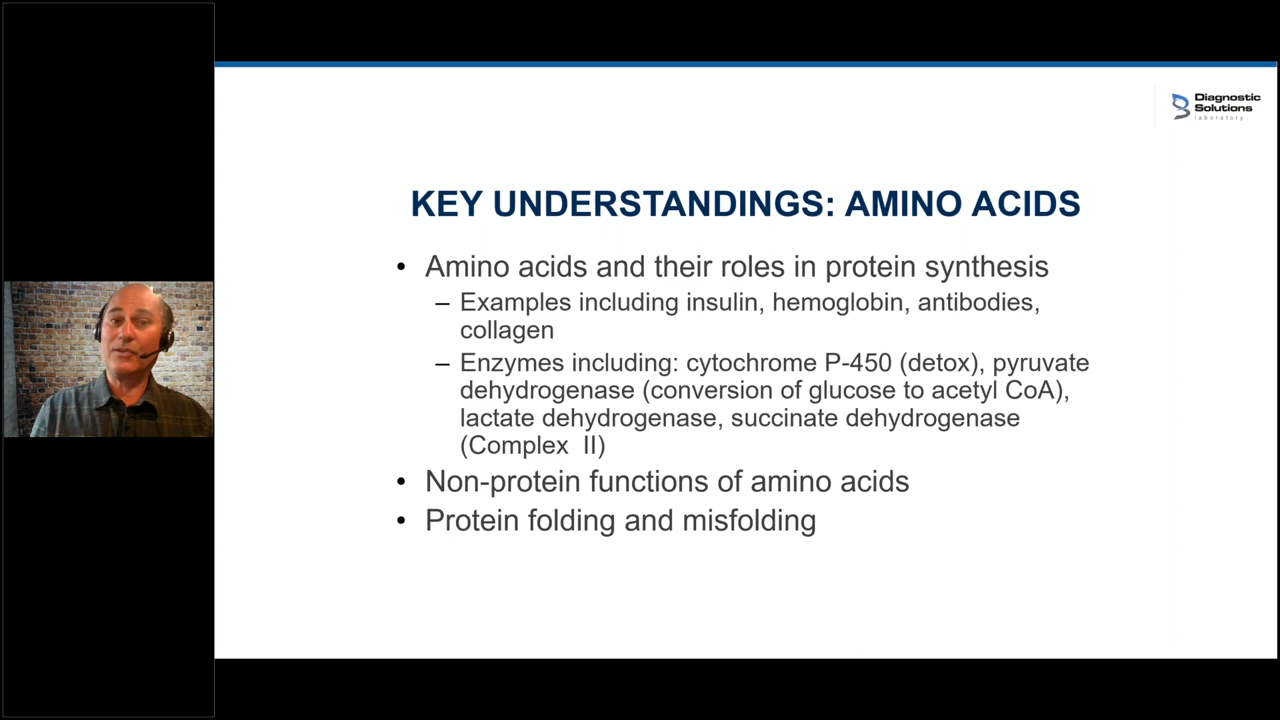 Diagnostic
Solutions
laboratory
KEY UNDERSTANDINGS: AMINO ACIDS
• Amino acids and their roles in protein synthesis
– Examples including insulin, hemoglobin, antibodies,
collagen
– Enzymes including: cytochrome P-450 (detox), pyruvate
dehydrogenase (conversion of glucose to acetyl CoA),
lactate dehydrogenase, succinate dehydrogenase
(Complex II)
• Non-protein functions of amino acids
• Protein folding and misfolding